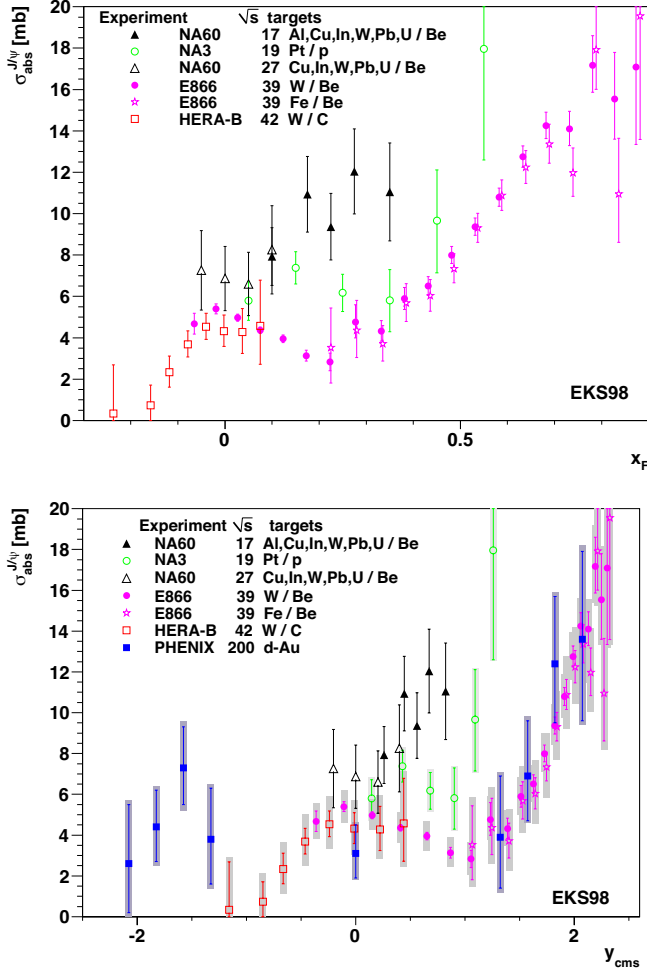 Experiment √s targets
NA60 17 Al,Cu,In,W,Pb,U / Be
NA3 19 Pt / p
NA60 27 Cu,In,W,Pb,U / Be
E866 39 W / Be
E866 39 Fe / Be
HERA-B 42 W / C
σ_abs^J/ψ [mb]
20
18
16
14
12
10
8
6
4
2
0
EKS98
0 0.5
x_F
Experiment √s targets
NA60 17 Al,Cu,In,W,Pb,U / Be
NA3 19 Pt / p
NA60 27 Cu,In,W,Pb,U / Be
E866 39 W / Be
E866 39 Fe / Be
HERA-B 42 W / C
PHENIX 200 d-Au
σ_abs^J/ψ [mb]
20
18
16
14
12
10
8
6
4
2
0
EKS98
-2 0 2
y_cms